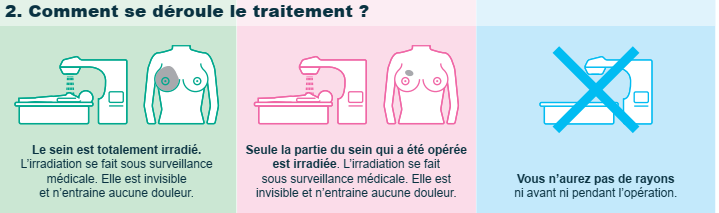 2. Comment se déroule le traitement ?
Le sein est totalement irradié.
L'irradiation se fait sous surveillance
médicale. Elle est invisible
et n'entraine aucune douleur.
Seule la partie du sein qui a été opérée
est irradiée. L'irradiation se fait
sous surveillance médicale. Elle est
invisible et n'entraine aucune douleur.
Vous n'aurez pas de rayons
ni avant ni pendant l'opération.